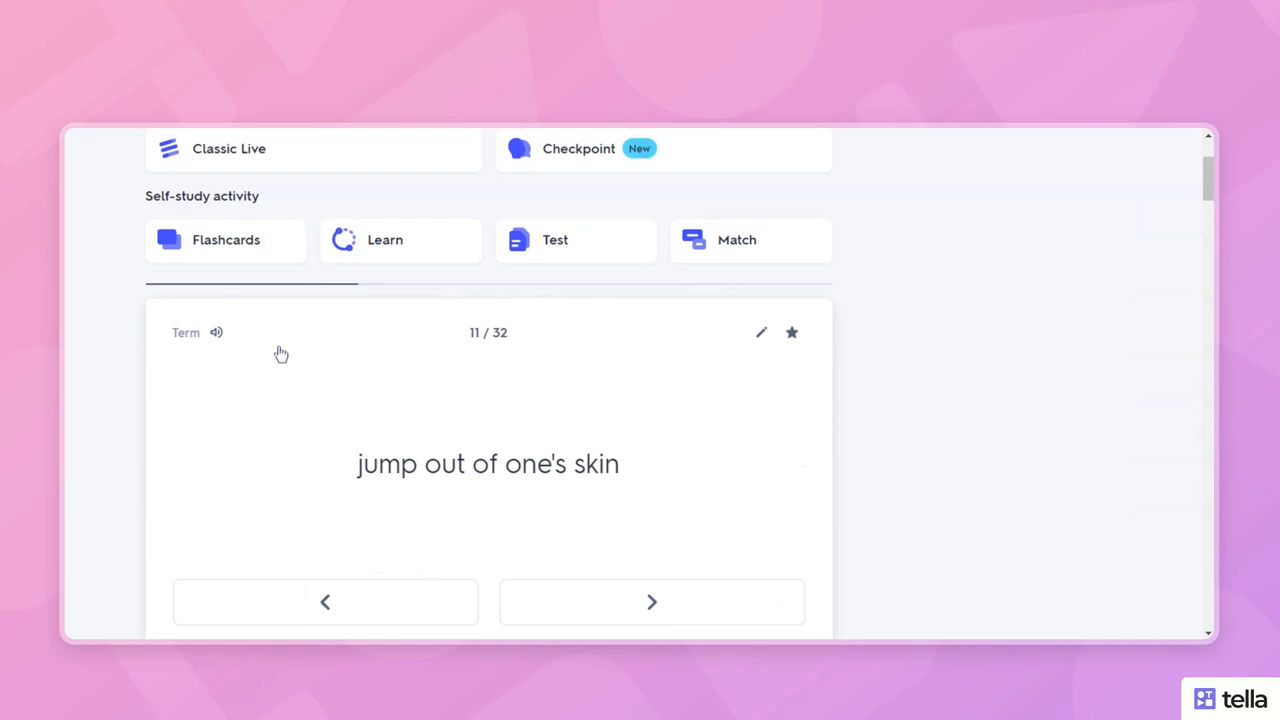 Classic Live
Checkpoint New
Self-study activity
Flashcards Learn Test Match
Term 11 / 32
jump out of one's skin
tella